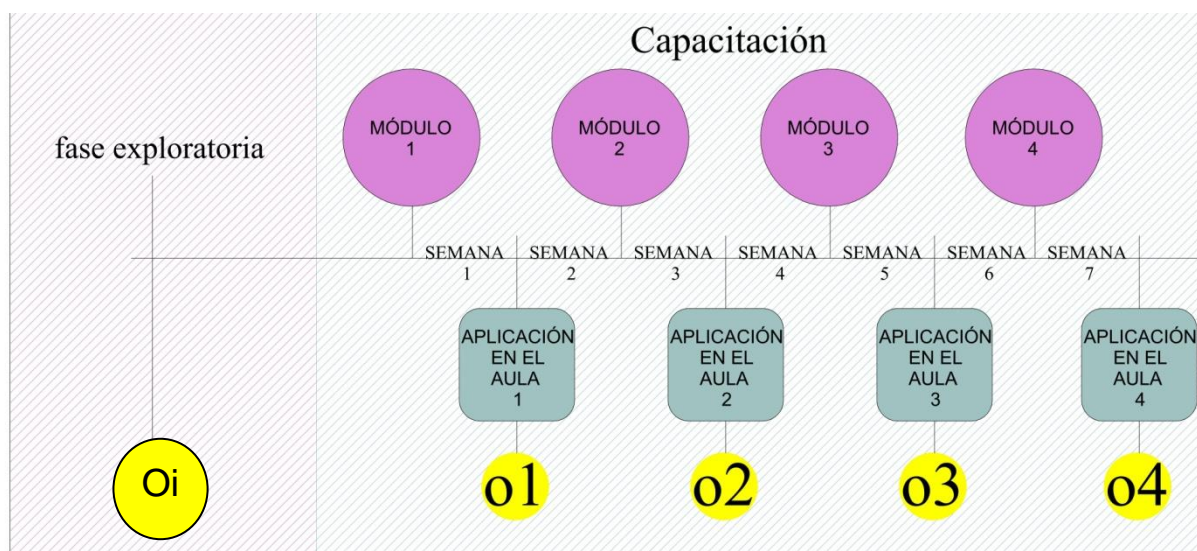 Capacitación
fase exploratoria
MÓDULO
1
MÓDULO
2
MÓDULO
3
MÓDULO
4
SEMANA
1
SEMANA
2
SEMANA
3
SEMANA
4
SEMANA
5
SEMANA
6
SEMANA
7
APLICACIÓN
EN EL
AULA
1
APLICACIÓN
EN EL
AULA
2
APLICACIÓN
EN EL
AULA
3
APLICACIÓN
EN EL
AULA
4
Oi
o1
o2
o3
o4